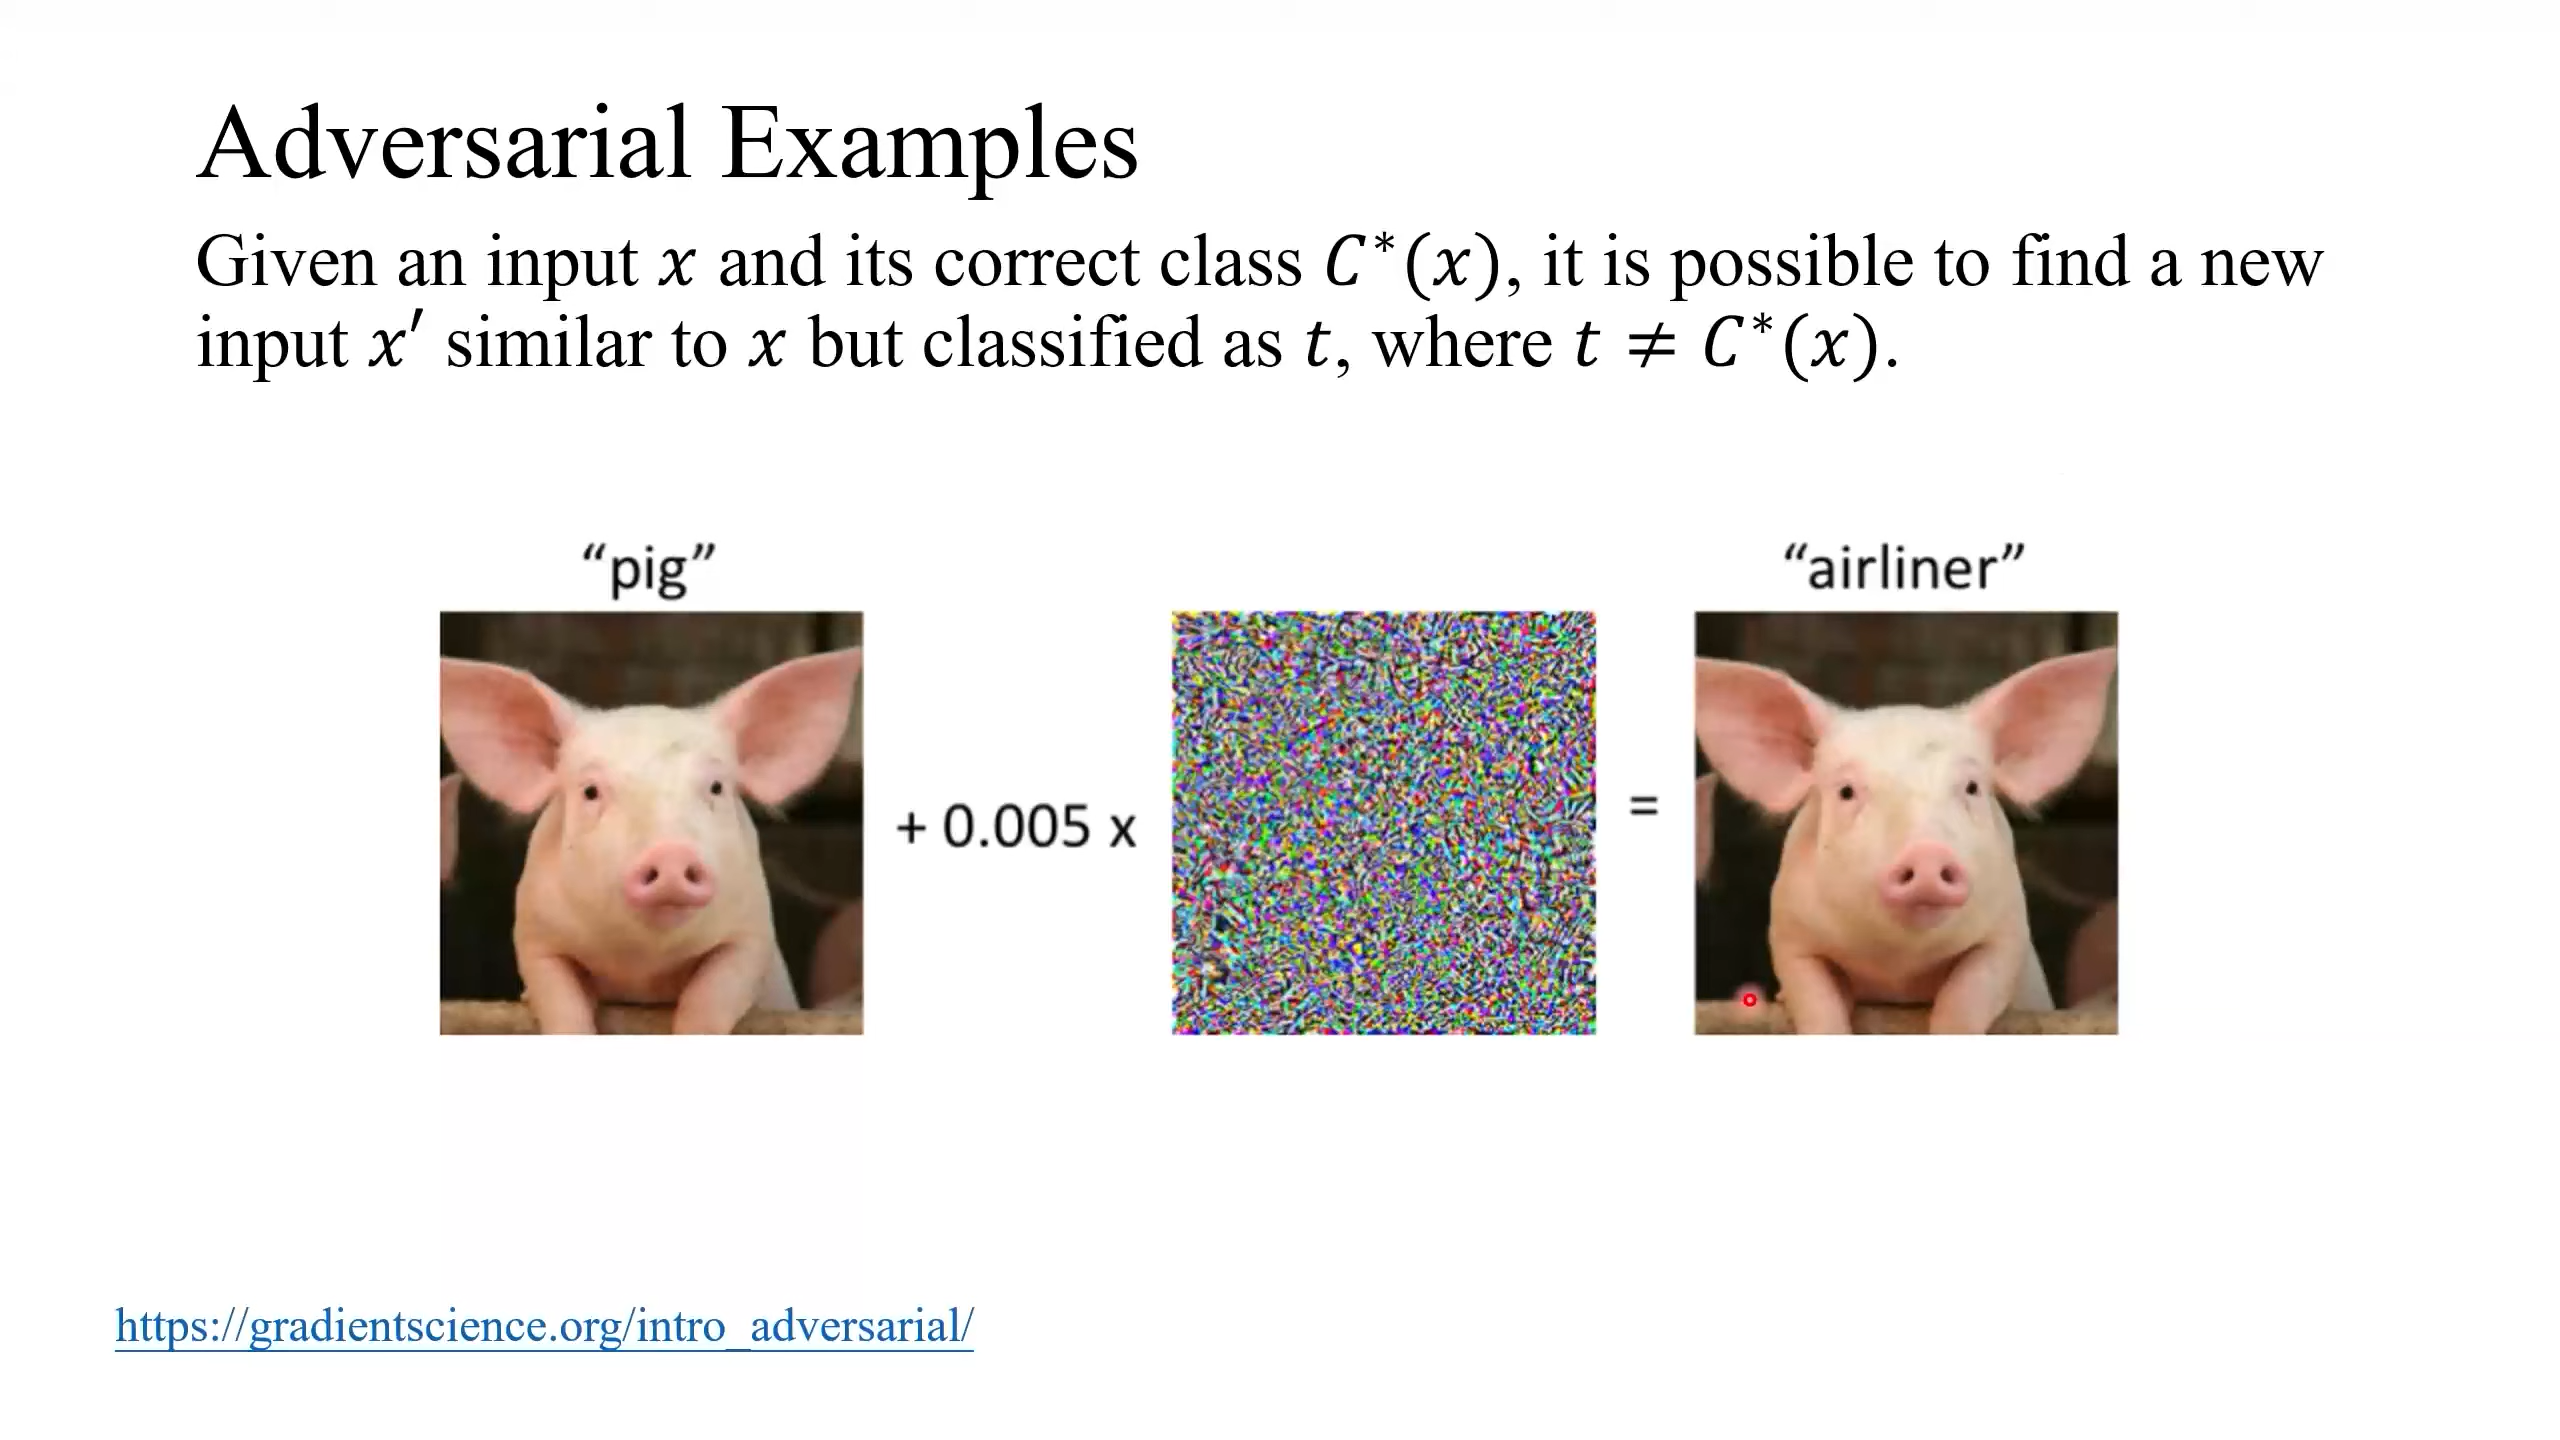 Adversarial Examples
Given an input 𝑥 and its correct class 𝐶*(𝑥), it is possible to find a new
input 𝑥′ similar to 𝑥 but classified as 𝑡, where 𝑡 ≠ 𝐶*(𝑥).
“pig”
“airliner”
+ 0.005 x
=
https://gradientscience.org/intro_adversarial/